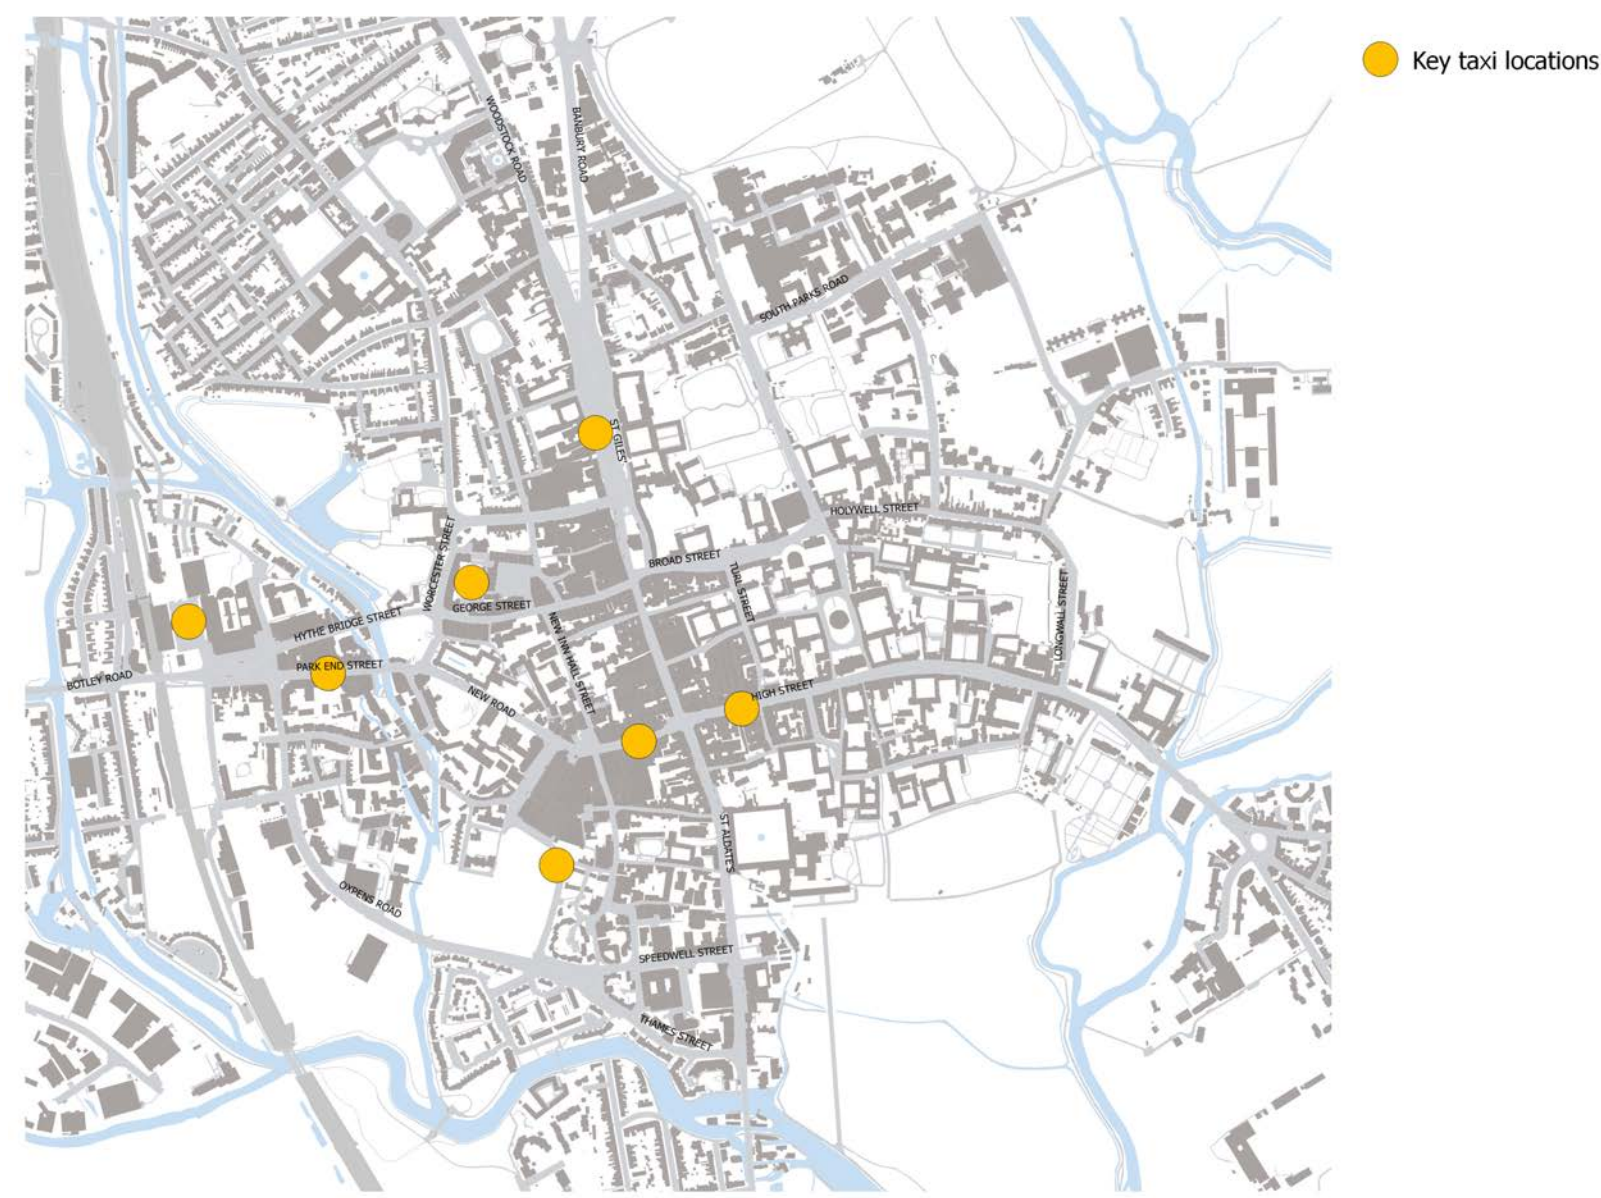 Key taxi locations
WOODSTOCK ROAD
BANBURY ROAD
SOUTH PARKS ROAD
ST GILES'
HOLYWELL STREET
WORCESTER STREET
BROAD STREET
TURL STREET
GEORGE STREET
HYTHE BRIDGE STREET
NEW INN HALL STREET
LONGWALL STREET
PARK END STREET
BOTLEY ROAD
NEW ROAD
HIGH STREET
ST ALDATE'S
OXPENS ROAD
SPEEDWELL STREET
THAMES STREET